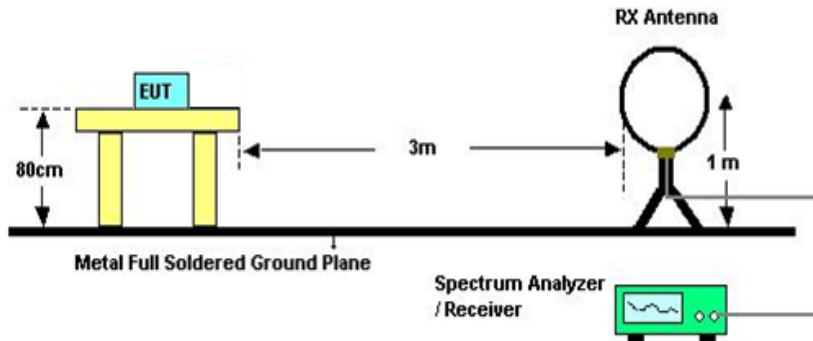 RX Antenna
EUT
3m
80cm
1 m
Metal Full Soldered Ground Plane
Spectrum Analyzer
/ Receiver